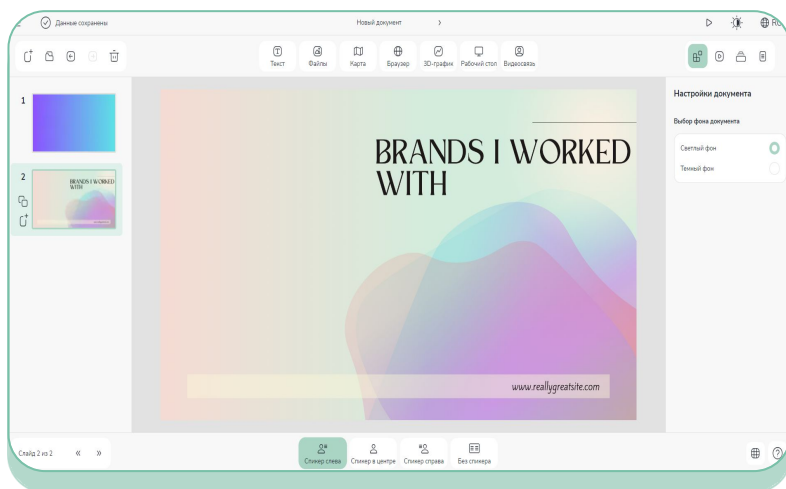 Данные сохранены
Новый документ
RU
Текст
Файлы
Карта
Браузер
3D-график
Рабочий стол
Видеосвязь
1
2
BRANDS I WORKED
WITH
BRANDS I WORKED
WITH
www.reallygreatsite.com
Настройки документа
Выбор фона документа
Светлый фон
Темный фон
Слайд 2 из 2
Спикер слева
Спикер в центре
Спикер справа
Без спикера